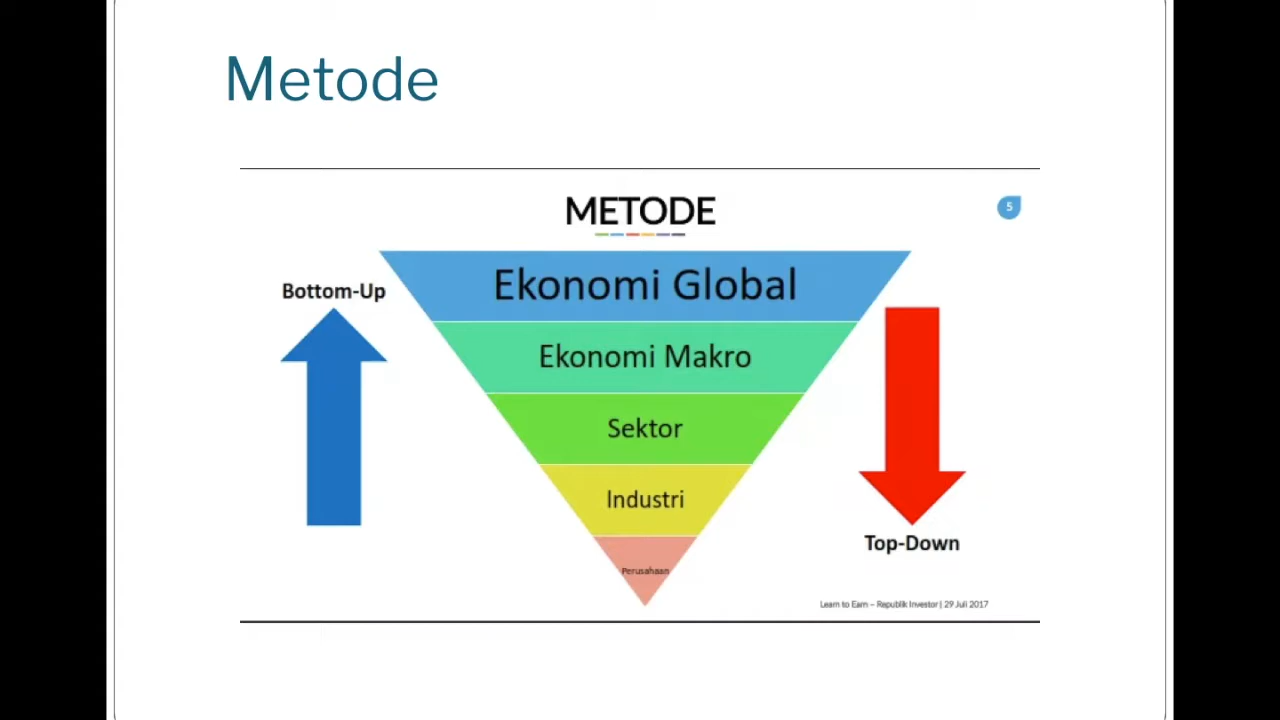 Metode
METODE
5
Ekonomi Global
Bottom-Up
Ekonomi Makro
Sektor
Industri
Top-Down
Perusahaan
Learn to Earn – Republik Investor | 29 Juli 2017